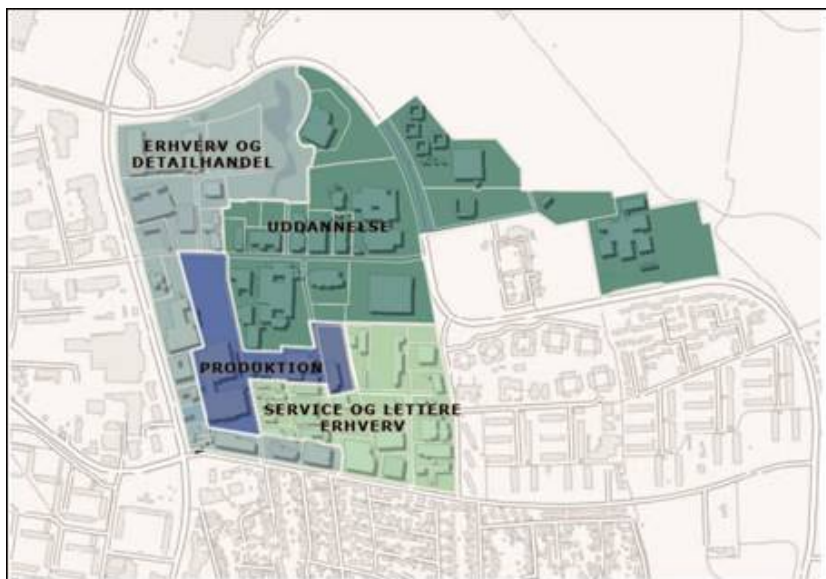 ERHVERV OG
DETAILHANDEL
UDDANNELSE
PRODUKTION
SERVICE OG LETTERE
ERHVERV